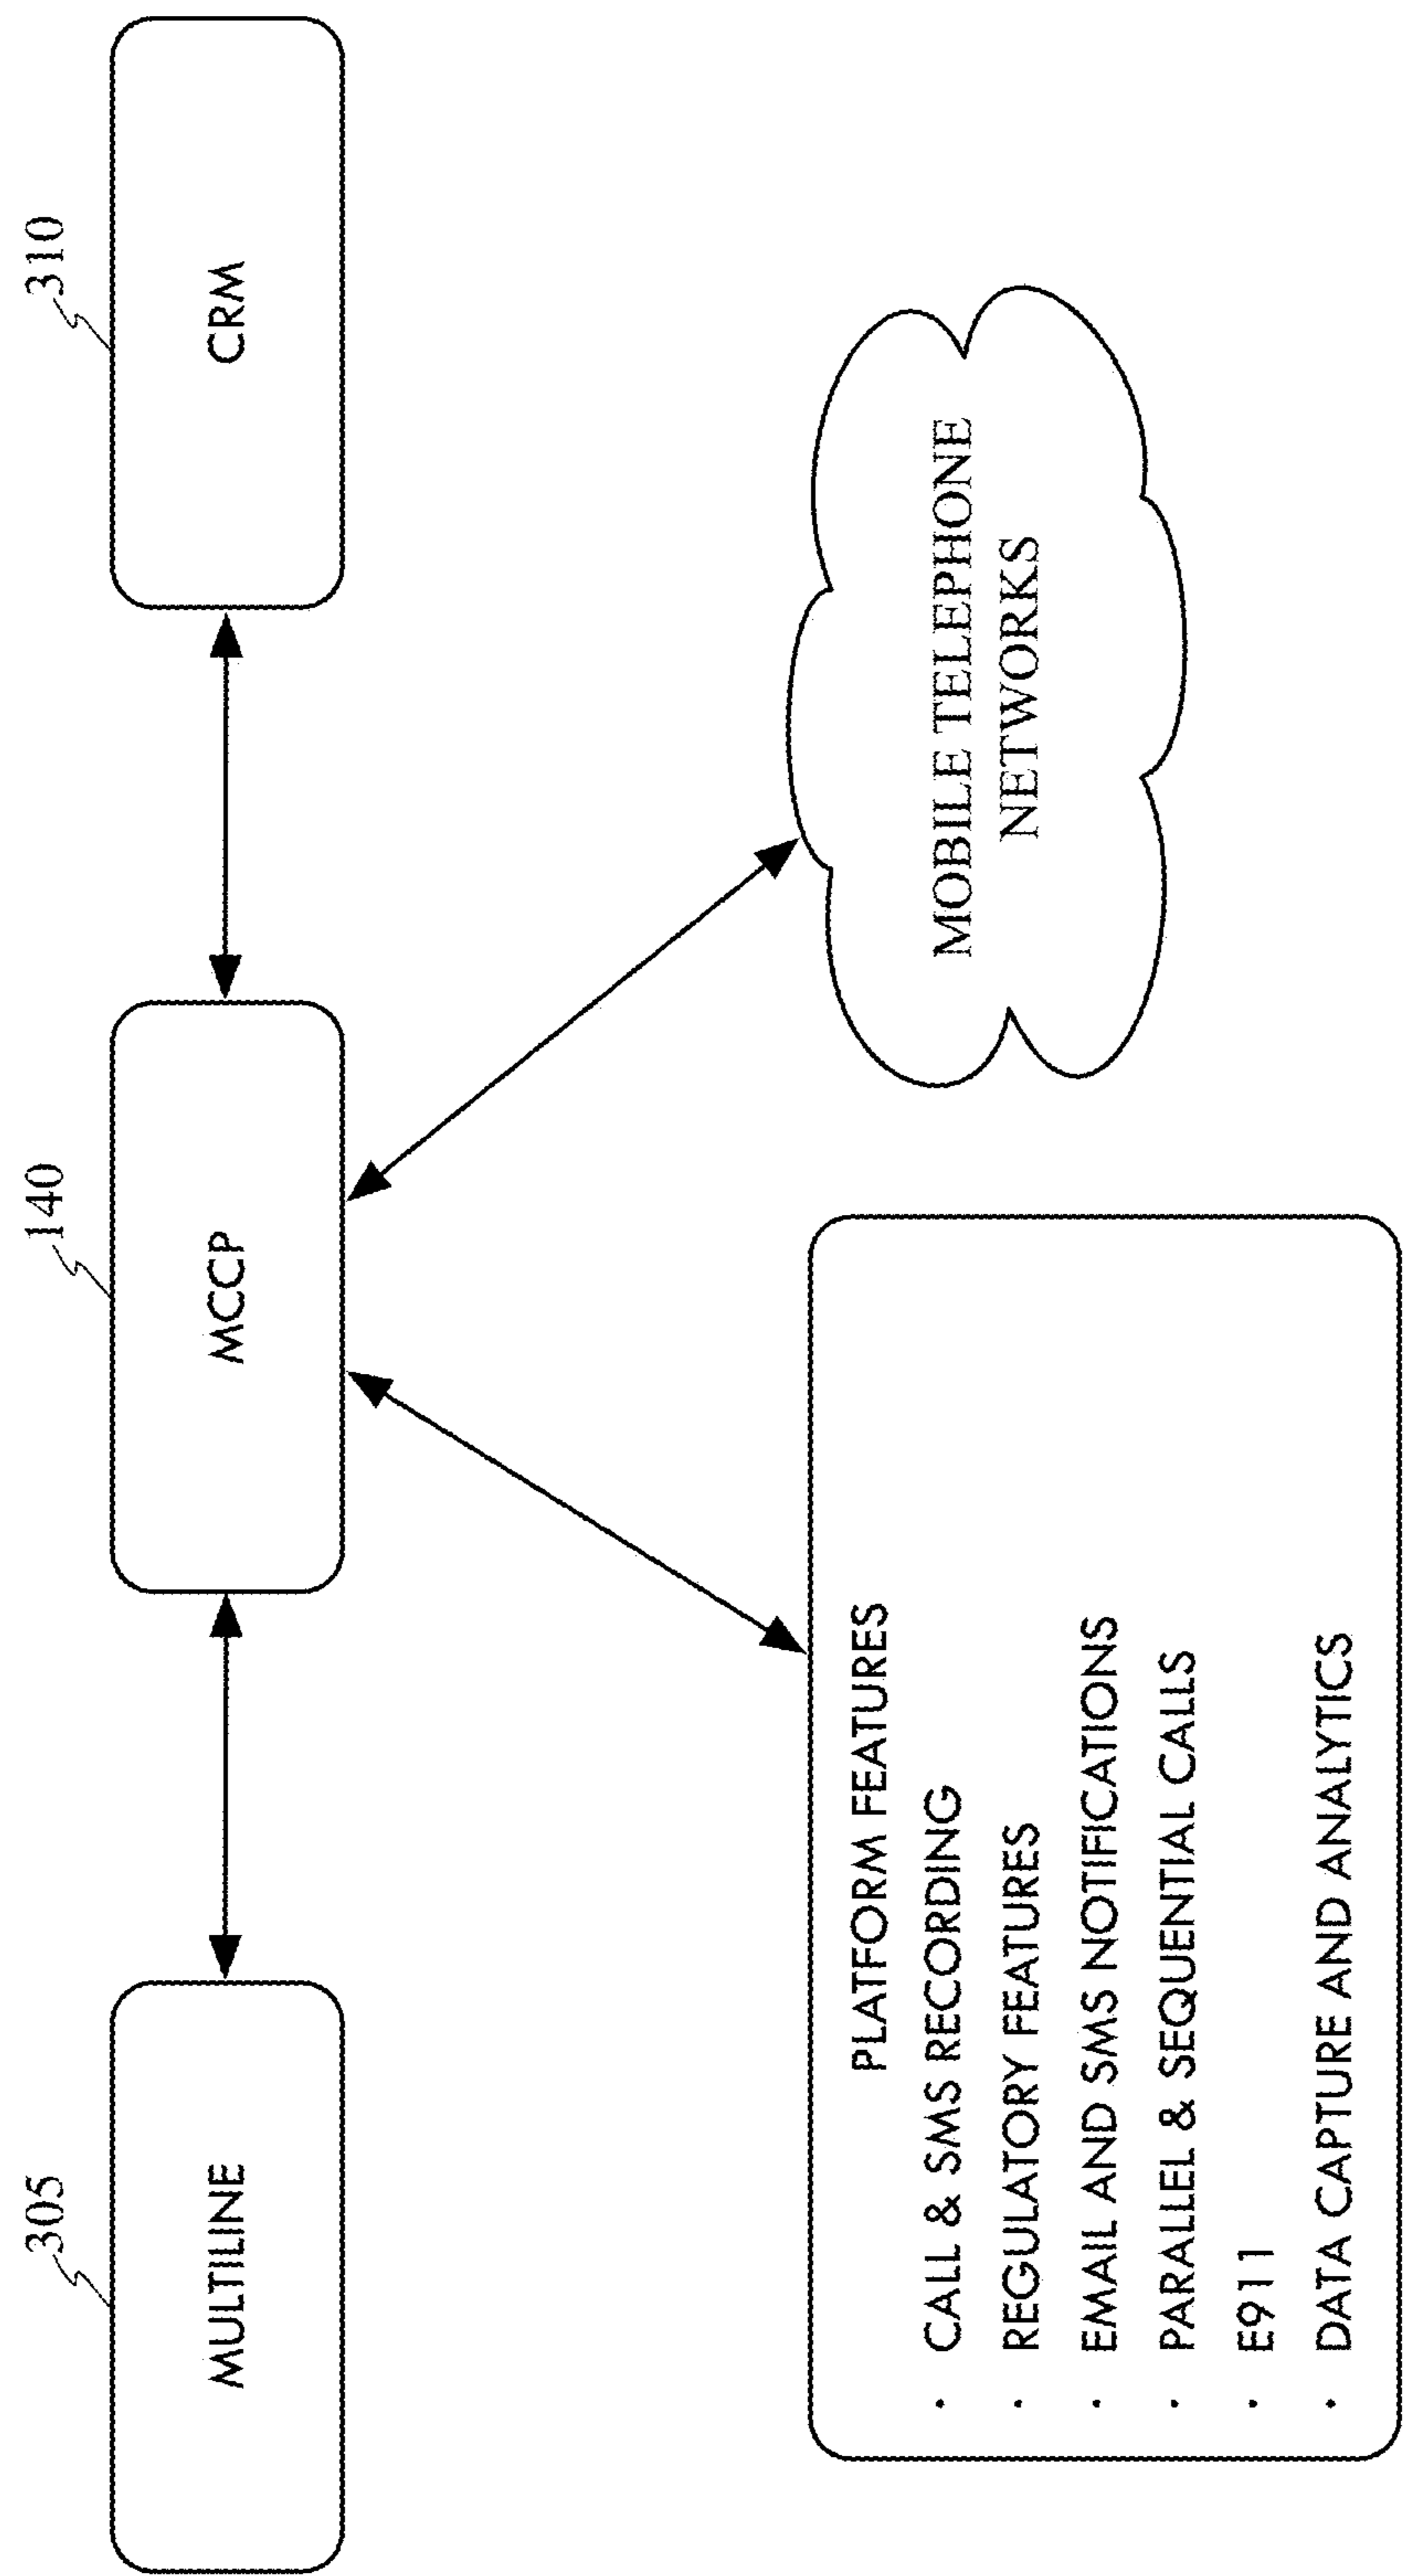 305
140
310
MULTILINE
MCCP
CRM
PLATFORM FEATURES
• CALL & SMS RECORDING
• REGULATORY FEATURES
• EMAIL AND SMS NOTIFICATIONS
• PARALLEL & SEQUENTIAL CALLS
• E911
• DATA CAPTURE AND ANALYTICS
MOBILE TELEPHONE
NETWORKS